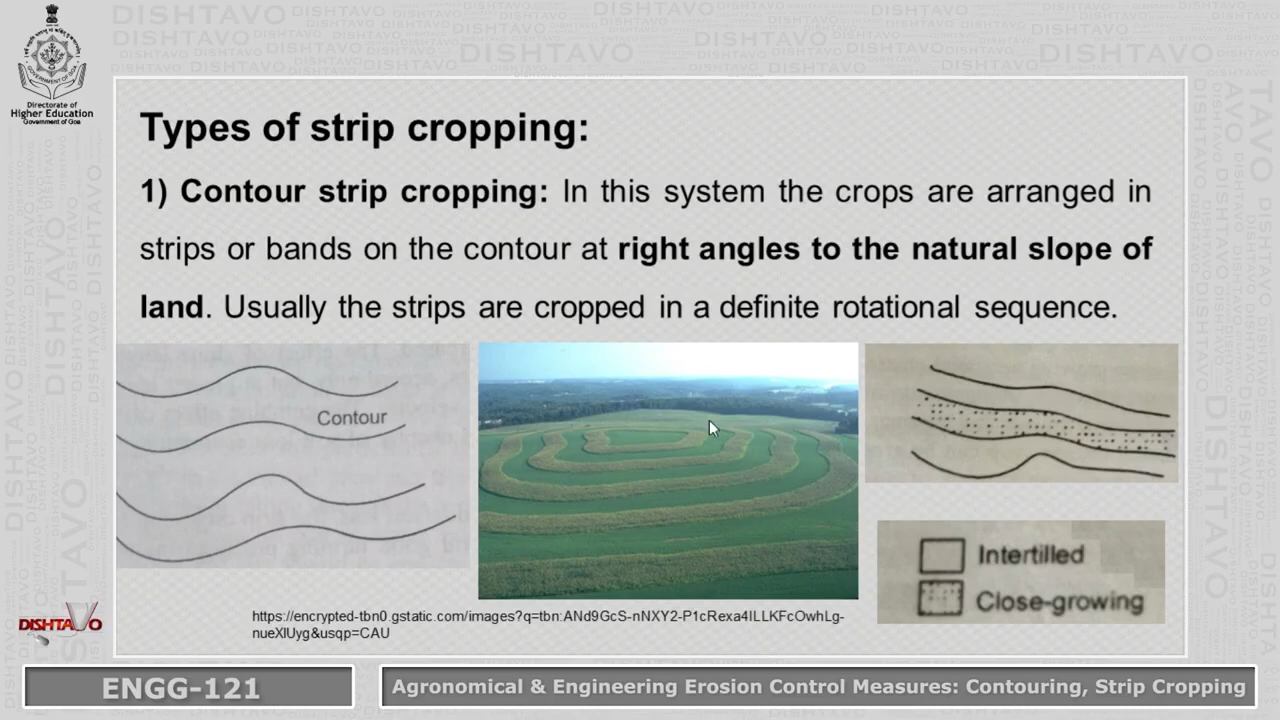 Directorate of
Higher Education
Government of Goa
Types of strip cropping:
1) Contour strip cropping: In this system the crops are arranged in
strips or bands on the contour at right angles to the natural slope of
land. Usually the strips are cropped in a definite rotational sequence.
Contour
Intertilled
Close-growing
https://encrypted-tbn0.gstatic.com/images?q=tbn:ANd9GcS-nNXY2-P1cRexa4ILLKFcOwhLg-
nueXlUyg&usqp=CAU
DISHTAVO
ENGG-121
Agronomical & Engineering Erosion Control Measures: Contouring, Strip Cropping